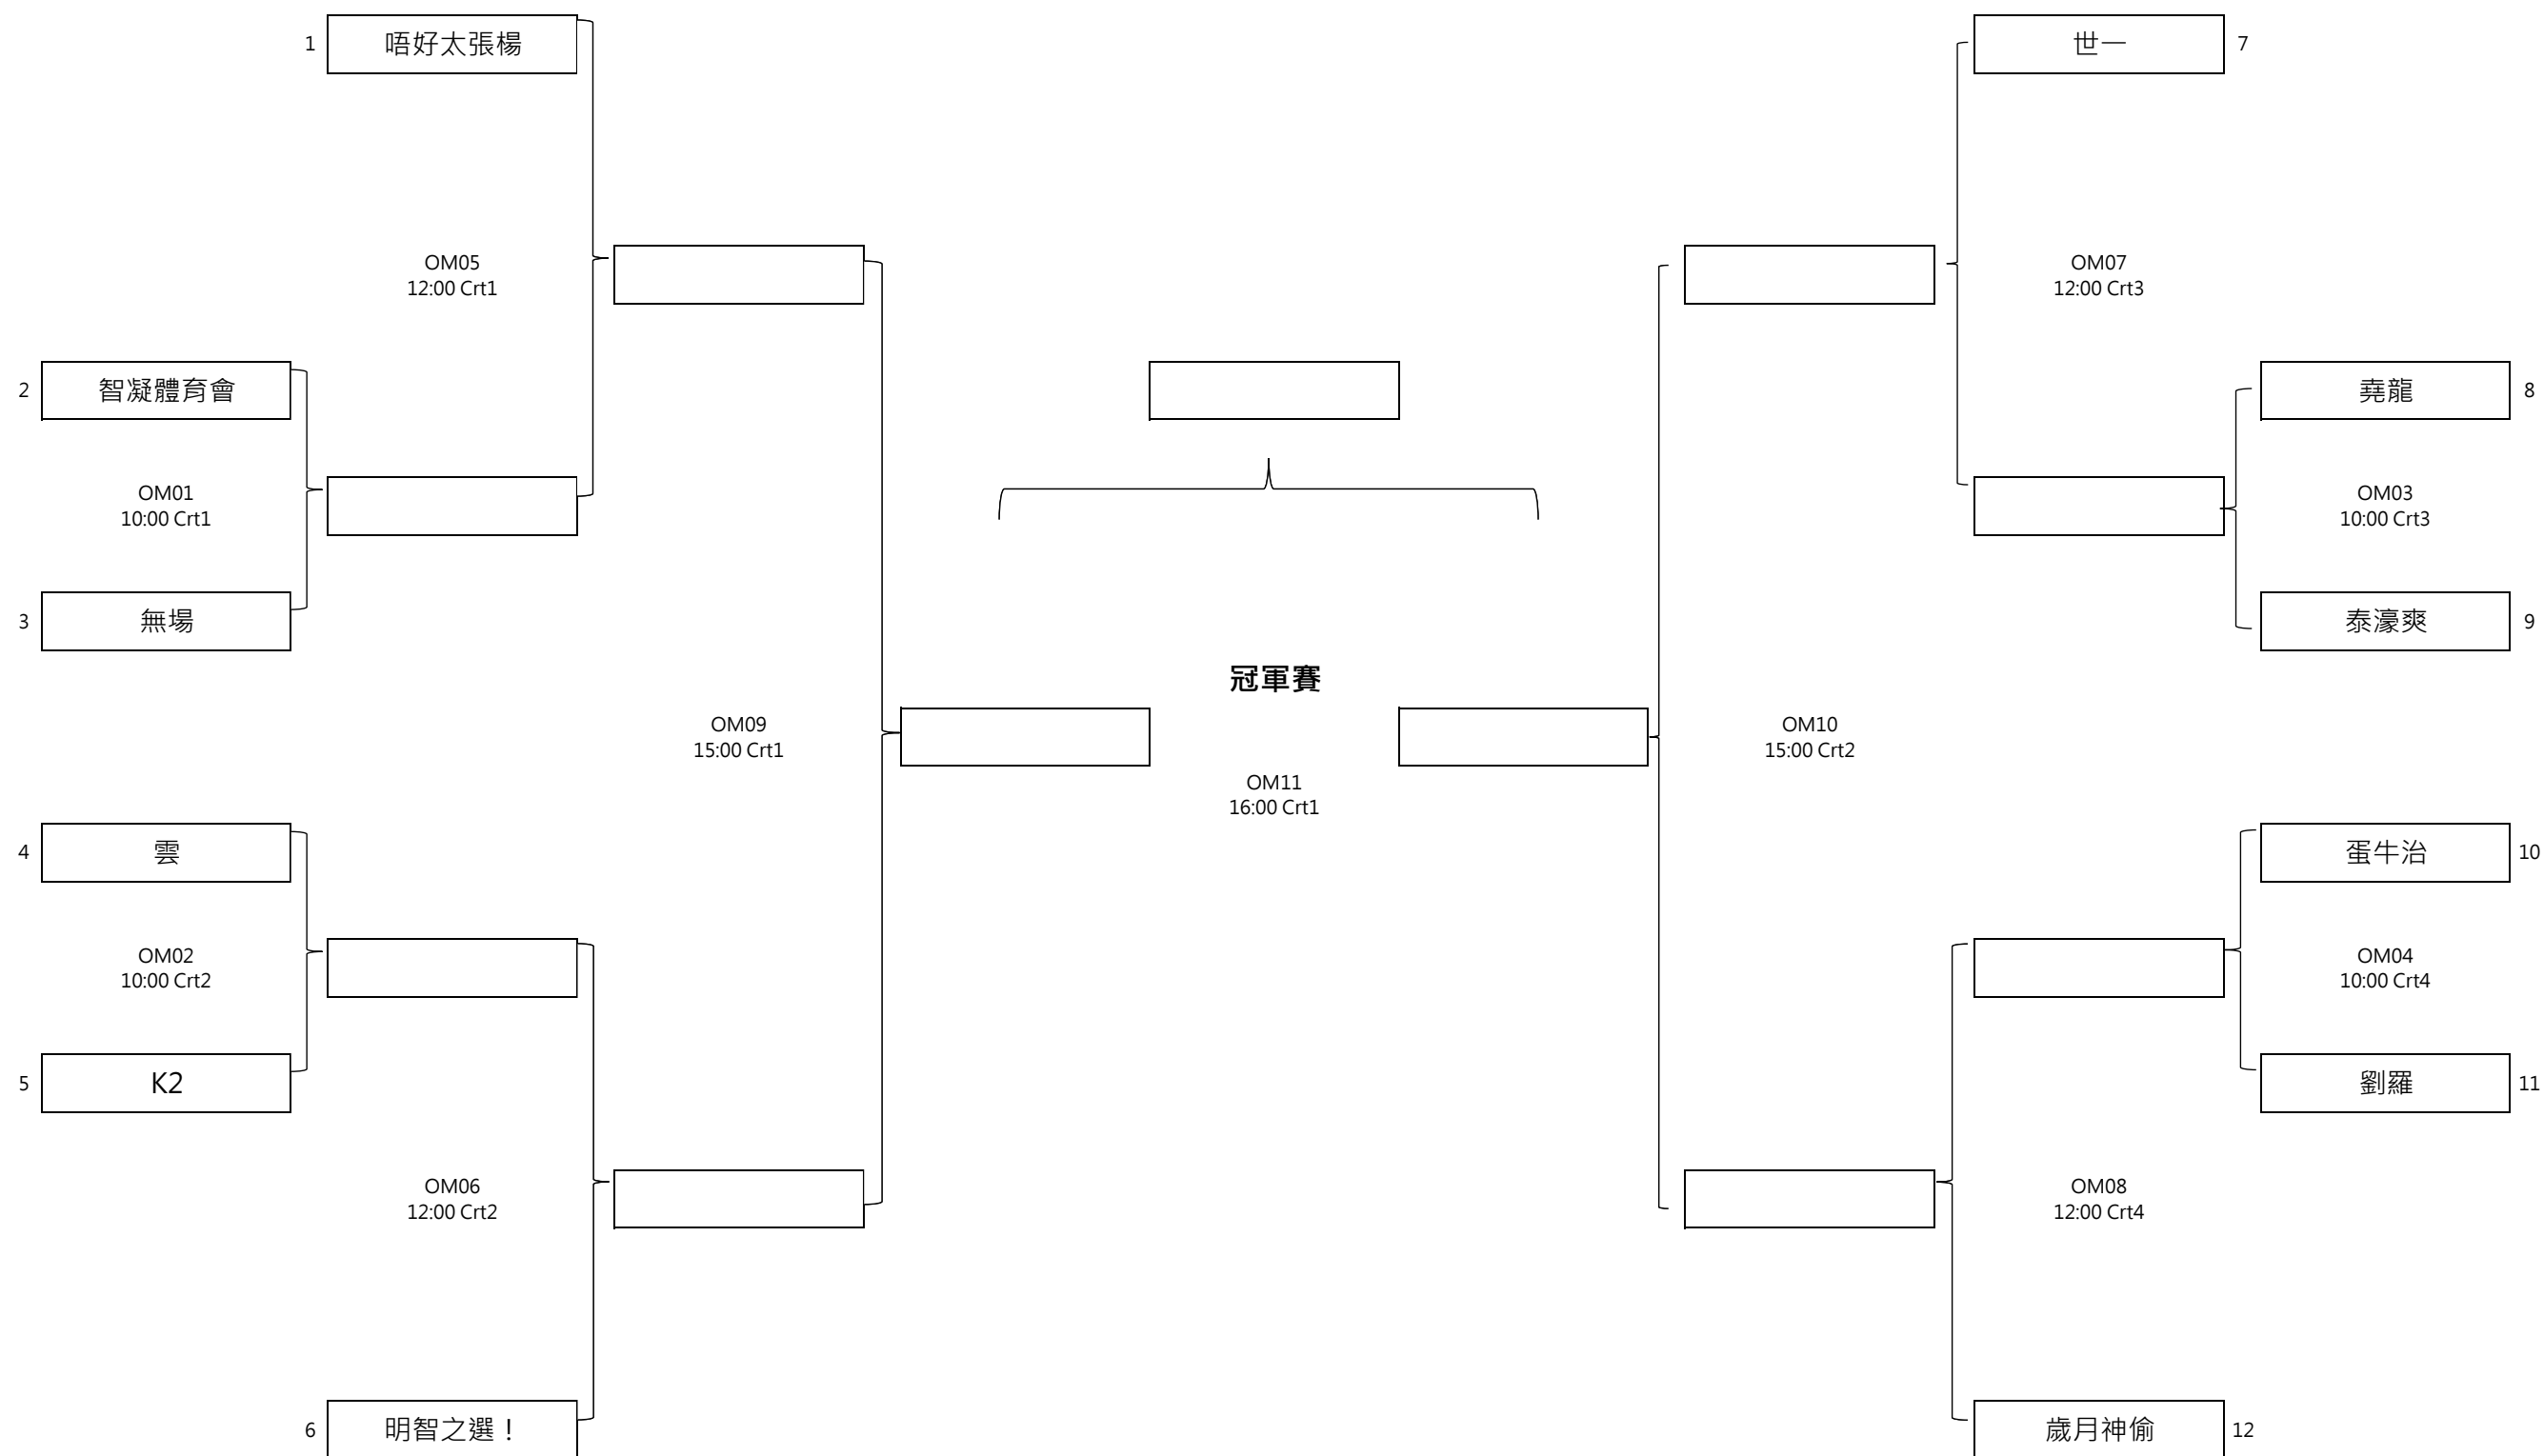 1
唔好太張楊
世一
7
OM05
12:00 Crt1
OM07
12:00 Crt3
2
智凝體育會
堯龍
8
OM01
10:00 Crt1
OM03
10:00 Crt3
3
無場
泰濠爽
9
冠軍賽
OM09
15:00 Crt1
OM10
15:00 Crt2
OM11
16:00 Crt1
4
雲
蛋牛治
10
OM02
10:00 Crt2
OM04
10:00 Crt4
5
K2
劉羅
11
OM06
12:00 Crt2
OM08
12:00 Crt4
6
明智之選！
歲月神偷
12